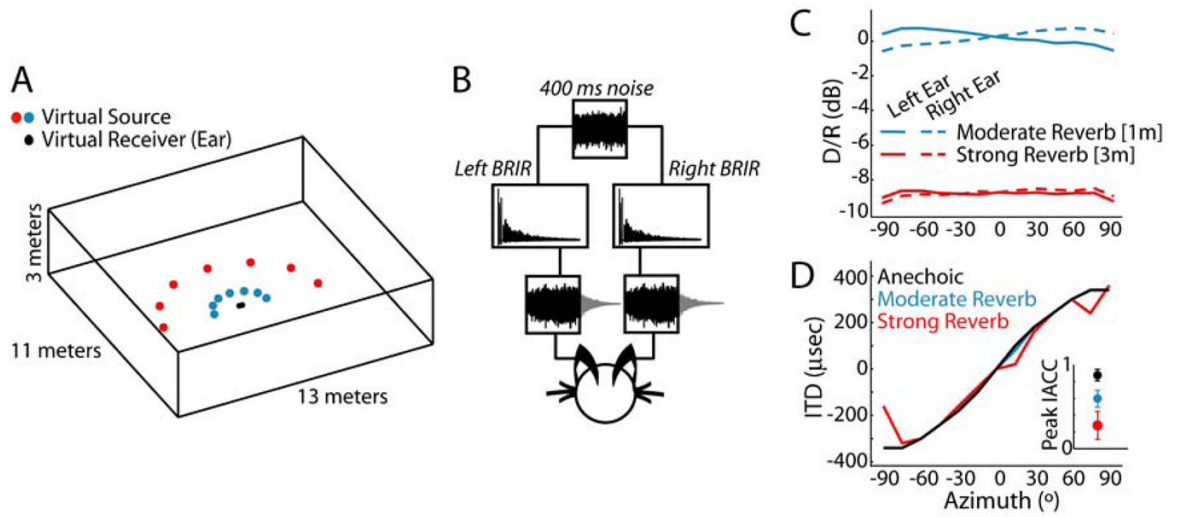 A
Virtual Source
Virtual Receiver (Ear)
3 meters
11 meters
13 meters
B
400 ms noise
Left BRIR
Right BRIR
C
D/R (dB)
0
-2
-4
-6
-8
-10
Left Ear
Right Ear
Moderate Reverb [1m]
Strong Reverb [3m]
-90 -60 -30 0 30 60 90
D
ITD (µsec)
400
200
0
-200
-400
Anechoic
Moderate Reverb
Strong Reverb
Peak IACC
1
0
-90 -60 -30 0 30 60 90
Azimuth (º)